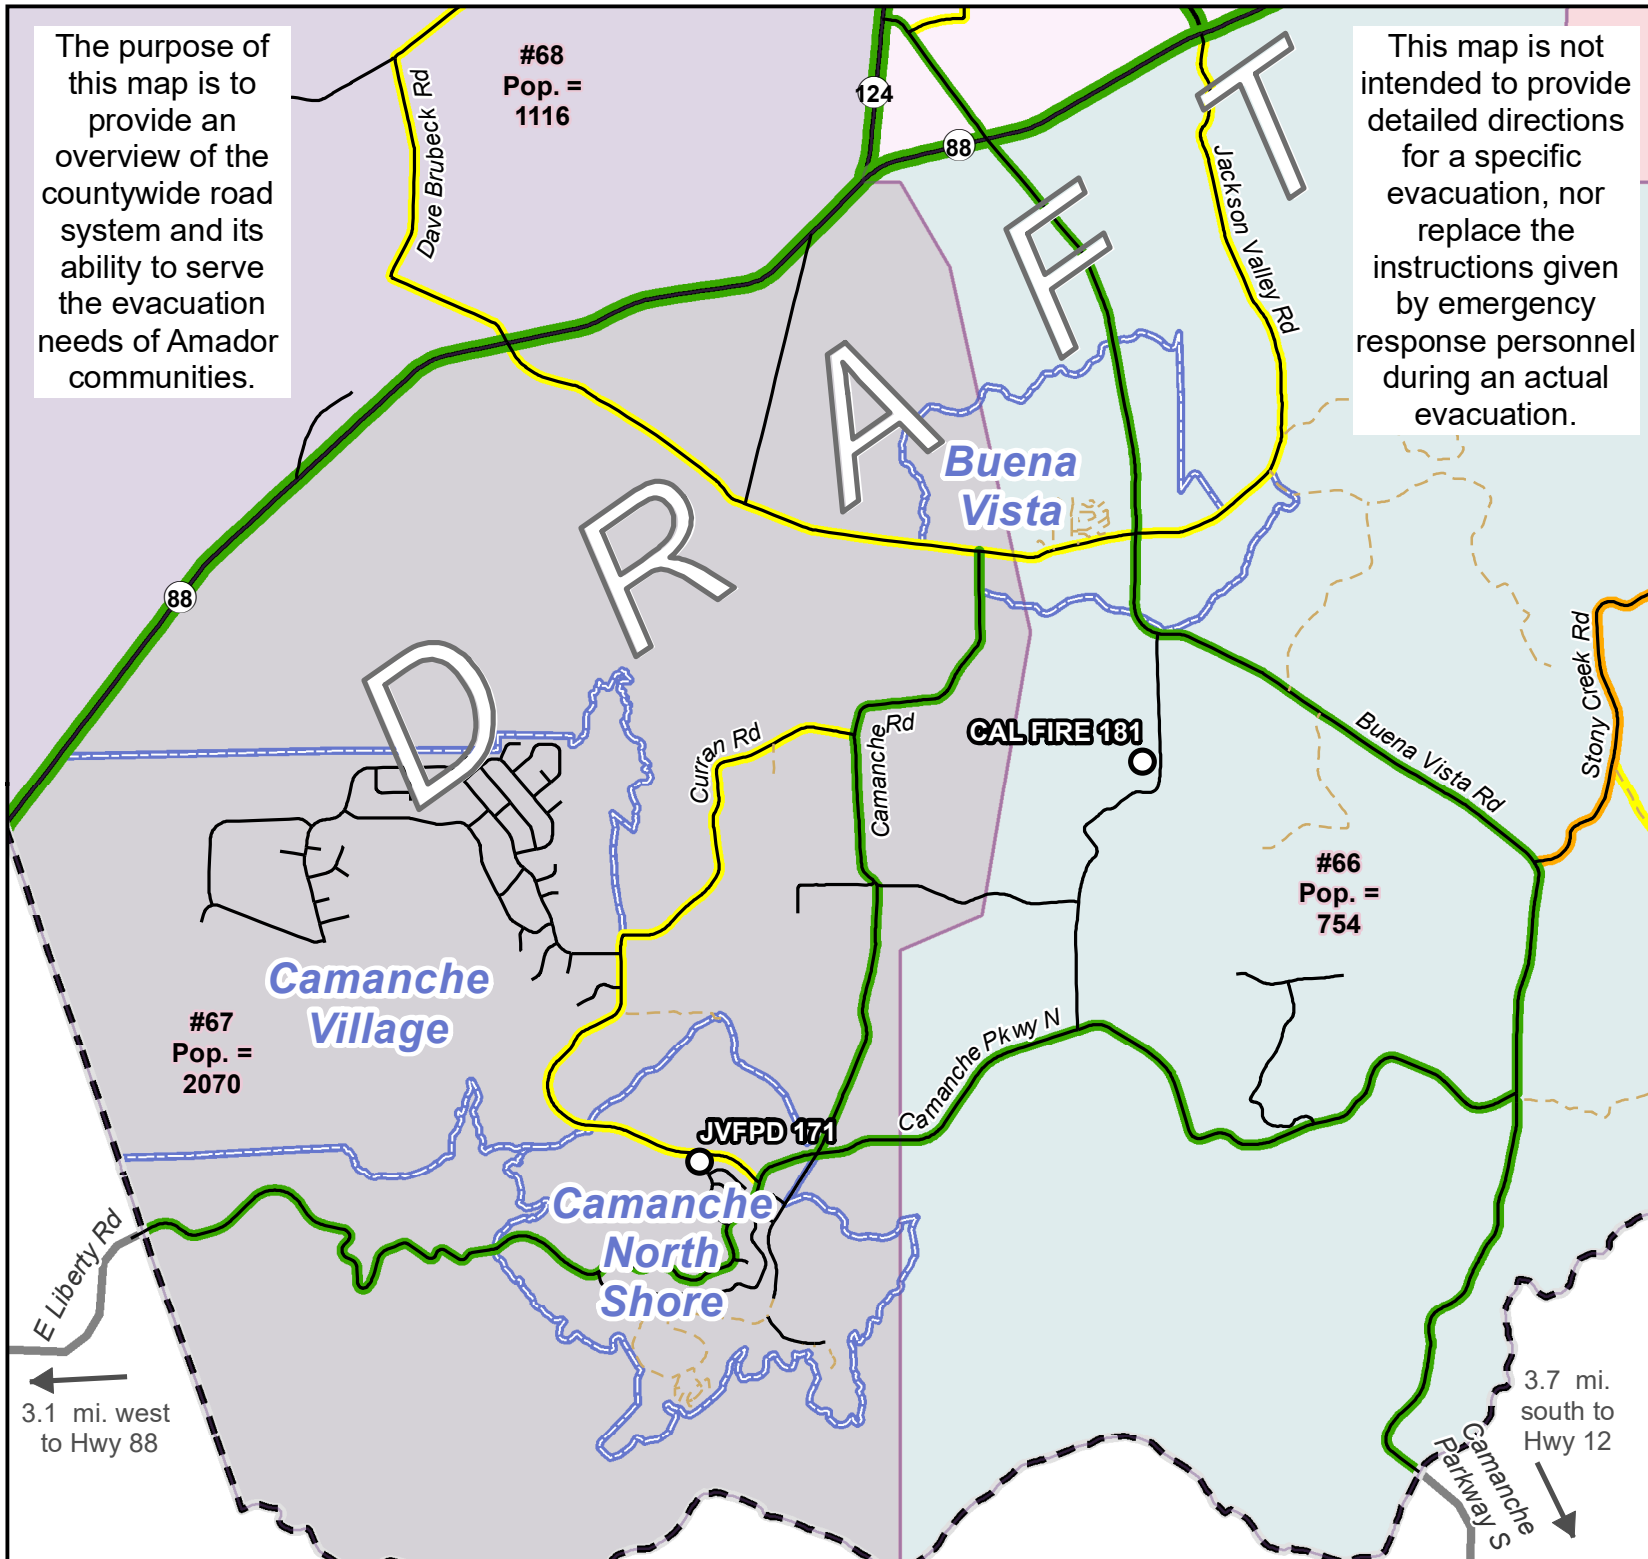 The purpose of
this map is to
provide an
overview of the
countywide road
system and its
ability to serve
the evacuation
needs of Amador
communities.
#68
Pop. =
1116
This map is not
intended to provide
detailed directions
for a specific
evacuation, nor
replace the
instructions given
by emergency
response personnel
during an actual
evacuation.
Dave Brubeck Rd
124
88
Jackson Valley Rd
DRAFT
Buena
Vista
88
Stony Creek Rd
Curran Rd
Camanche Rd
CAL FIRE 181
Buena Vista Rd
#66
Pop. =
754
Camanche
Village
#67
Pop. =
2070
Camanche Pkwy N
JVFPD 171
Camanche
North
Shore
E Liberty Rd
3.1 mi. west
to Hwy 88
3.7 mi.
south to
Hwy 12
Camanche
Parkway S